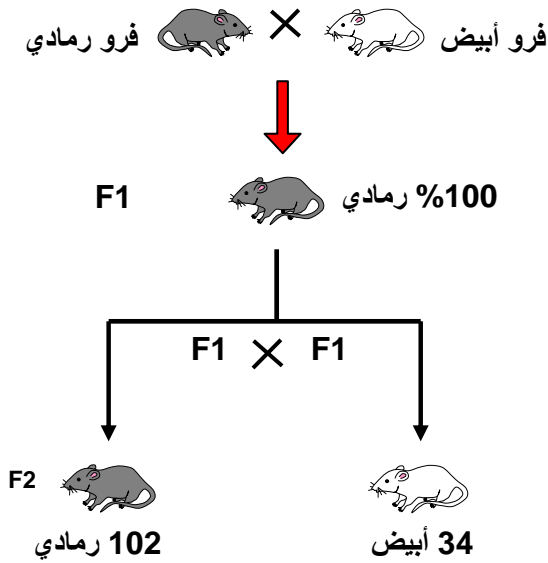 فرو رمادي × فرو أبيض
F1 %100 رمادي
F1 × F1
F2
102 رمادي 34 أبيض